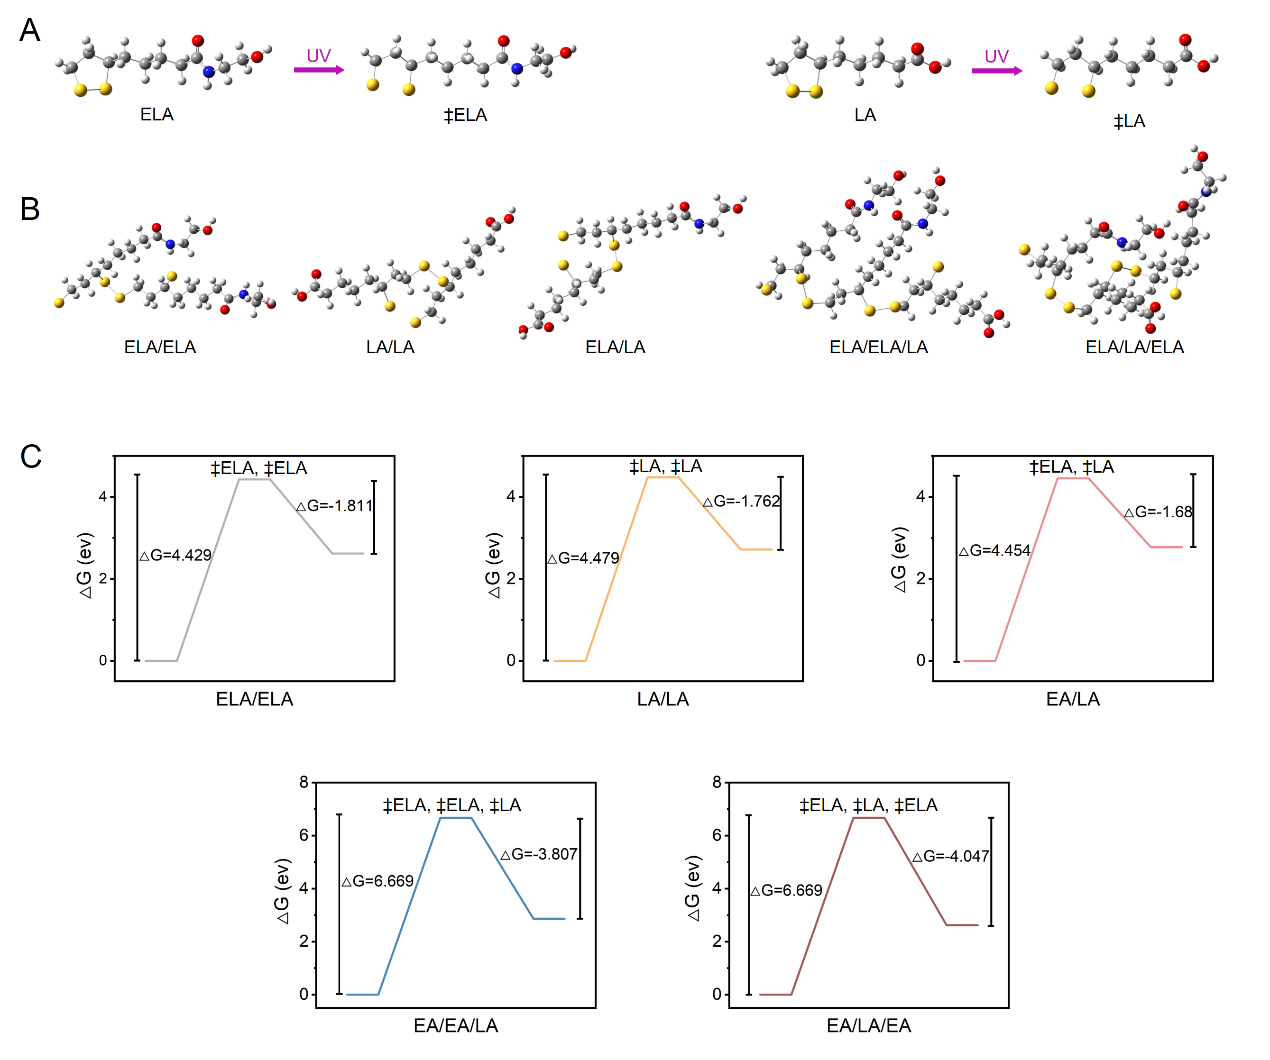 A
UV
UV
ELA
‡ELA
LA
‡LA
B
ELA/ELA
LA/LA
ELA/LA
ELA/ELA/LA
ELA/LA/ELA
C
‡ELA, ‡ELA
△G=-1.811
△G=4.429
△G (ev)
4
2
0
ELA/ELA
‡LA, ‡LA
△G=-1.762
△G=4.479
△G (ev)
4
2
0
LA/LA
‡ELA, ‡LA
△G=-1.68
△G=4.454
△G (ev)
4
2
0
EA/LA
‡ELA, ‡ELA, ‡LA
△G=-3.807
△G=6.669
△G (ev)
8
6
4
2
0
EA/EA/LA
‡ELA, ‡LA, ‡ELA
△G=-4.047
△G=6.669
△G (ev)
8
6
4
2
0
EA/LA/EA